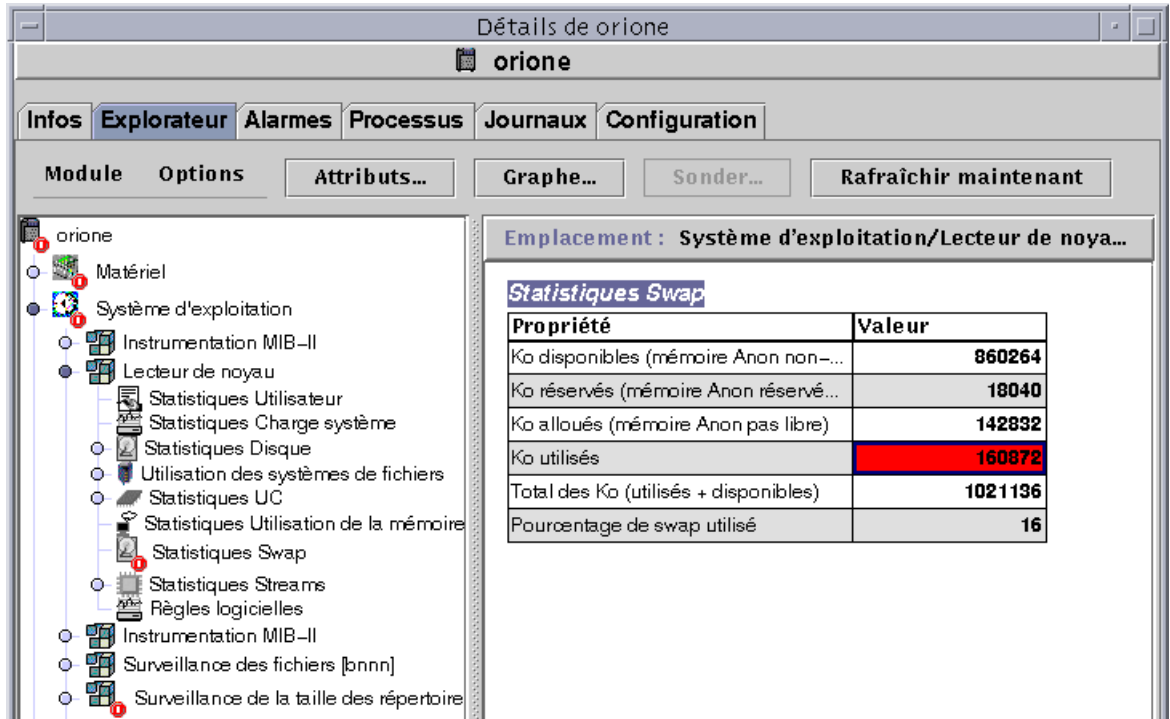 Détails de orione
orione
Infos Explorateur Alarmes Processus Journaux Configuration
Module Options Attributs... Graphe... Sonder... Rafraîchir maintenant
orione
Matériel
Système d'exploitation
Instrumentation MIB-II
Lecteur de noyau
Statistiques Utilisateur
Statistiques Charge système
Statistiques Disque
Utilisation des systèmes de fichiers
Statistiques UC
Statistiques Utilisation de la mémoire
Statistiques Swap
Statistiques Streams
Règles logicielles
Instrumentation MIB-II
Surveillance des fichiers [bnnn]
Surveillance de la taille des répertoire
Emplacement : Système d'exploitation/Lecteur de noya...
Statistiques Swap
Propriété Valeur
Ko disponibles (mémoire Anon non-... 860264
Ko réservés (mémoire Anon réservé... 18040
Ko alloués (mémoire Anon pas libre) 142832
Ko utilisés 160872
Total des Ko (utilisés + disponibles) 1021136
Pourcentage de swap utilisé 16